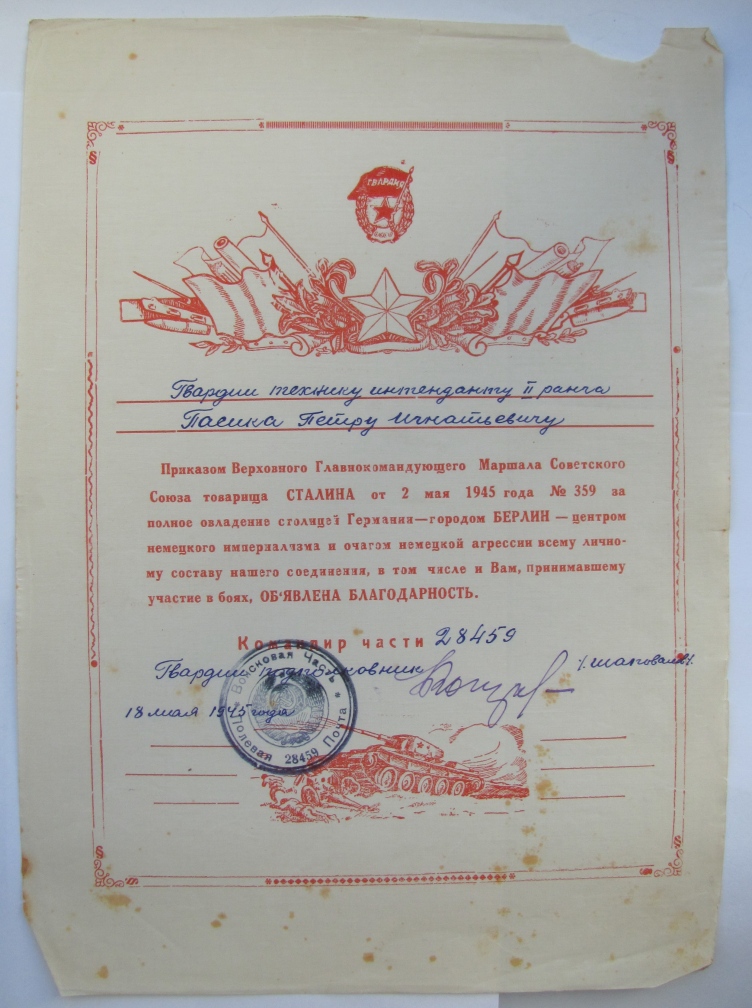 ГВАРДИЯ
Гвардии технику интенданту II ранга
Пасика Петру Игнатьевичу
Приказом Верховного Главнокомандующего Маршала Советского
Союза товарища СТАЛИНА от 2 мая 1945 года № 359 за
полное овладение столицей Германии—городом БЕРЛИН—центром
немецкого империализма и очагом немецкой агрессии всему лично-
му составу нашего соединения, в том числе и Вам, принимавшему
участие в боях, ОБ'ЯВЛЕНА БЛАГОДАРНОСТЬ.
Командир части 28459
Гвардии подполковник /Шаповалов/
18 мая 1945 года
Войсковая Часть
Полевая Почта
28459